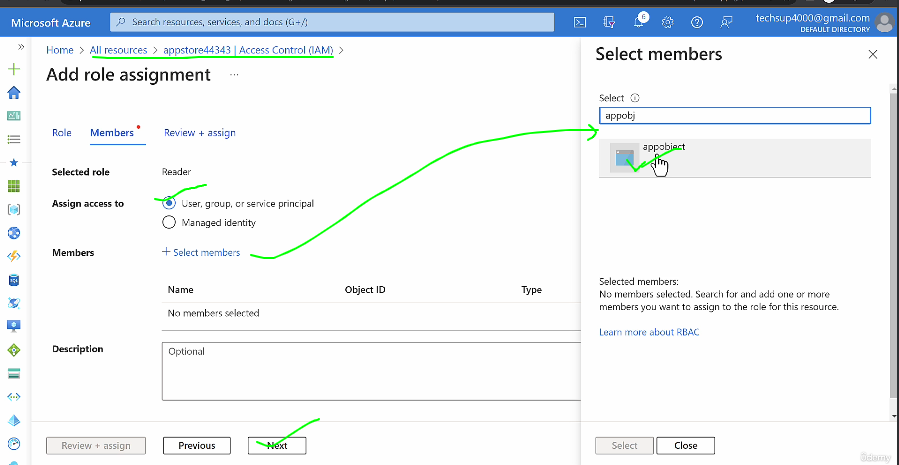 Microsoft Azure
Search resources, services, and docs (G+/)
6
techsup4000@gmail.com
DEFAULT DIRECTORY
Home > All resources > appstore44343 | Access Control (IAM) >
Add role assignment ...
Role
Members
Review + assign
Selected role
Reader
Assign access to
User, group, or service principal
Managed identity
Members
+ Select members
Name
Object ID
Type
No members selected
Description
Optional
Review + assign
Previous
Next
Select members
Select
appobj
appobject
Selected members:
No members selected. Search for and add one or more
members you want to assign to the role for this resource.
Learn more about RBAC
Select
Close
Udemy